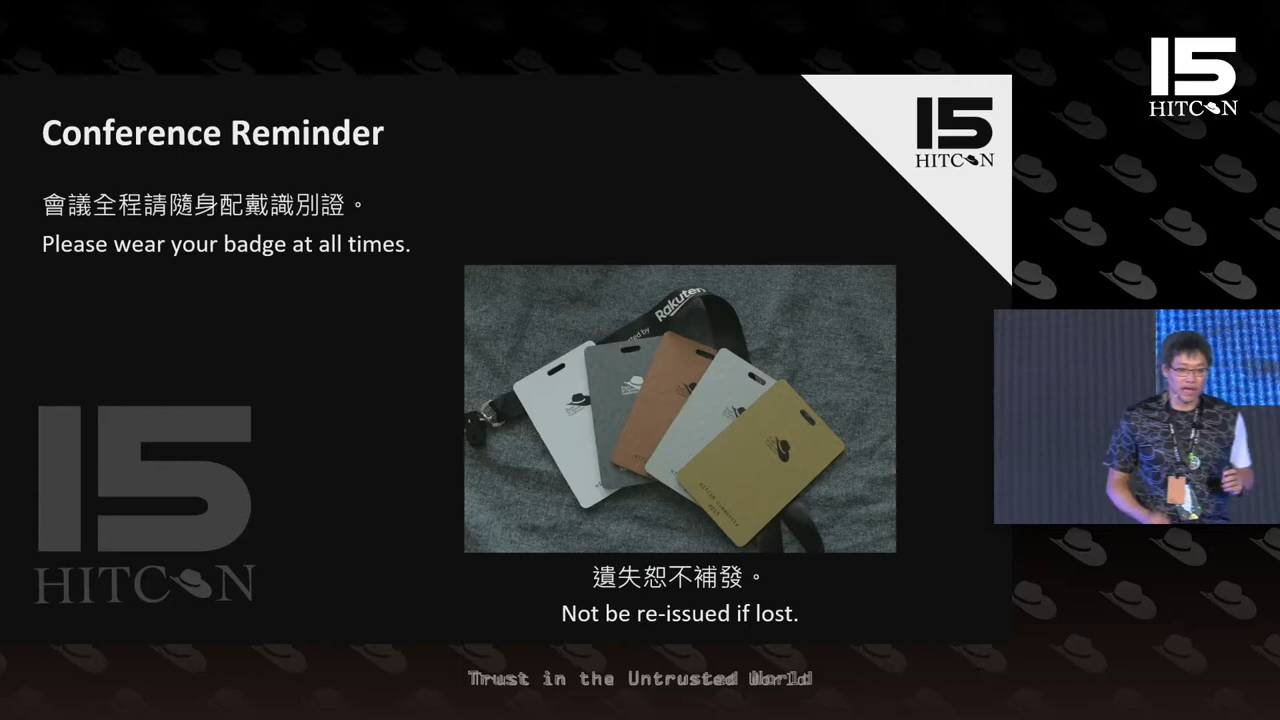 15
HITCON
15
HITCON
Conference Reminder
會議全程請隨身配戴識別證。
Please wear your badge at all times.
Rakuten
15
HITCON
遺失恕不補發。
Not be re-issued if lost.
Trust in the Untrusted World